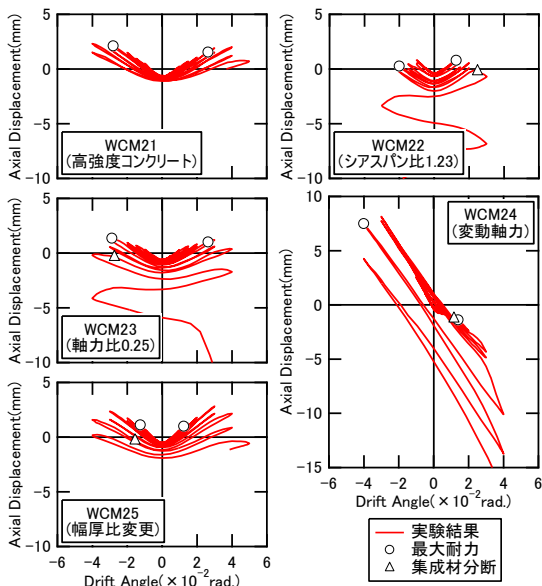 Axial Displacement(mm)
5
0
−5
−10
WCM21
(高強度コンクリート)
Axial Displacement(mm)
5
0
−5
−10
WCM22
(シアスパン比1.23)
Axial Displacement(mm)
5
0
−5
−10
WCM23
(軸力比0.25)
Axial Displacement(mm)
10
5
0
−5
−10
−15
WCM24
(変動軸力)
−6 −4 −2 0 2 4 6
Drift Angle(×10⁻²rad.)
Axial Displacement(mm)
5
0
−5
WCM25
(幅厚比変更)
−6 −4 −2 0 2 4 6
Drift Angle(×10⁻²rad.)
実験結果
最大耐力
集成材分断